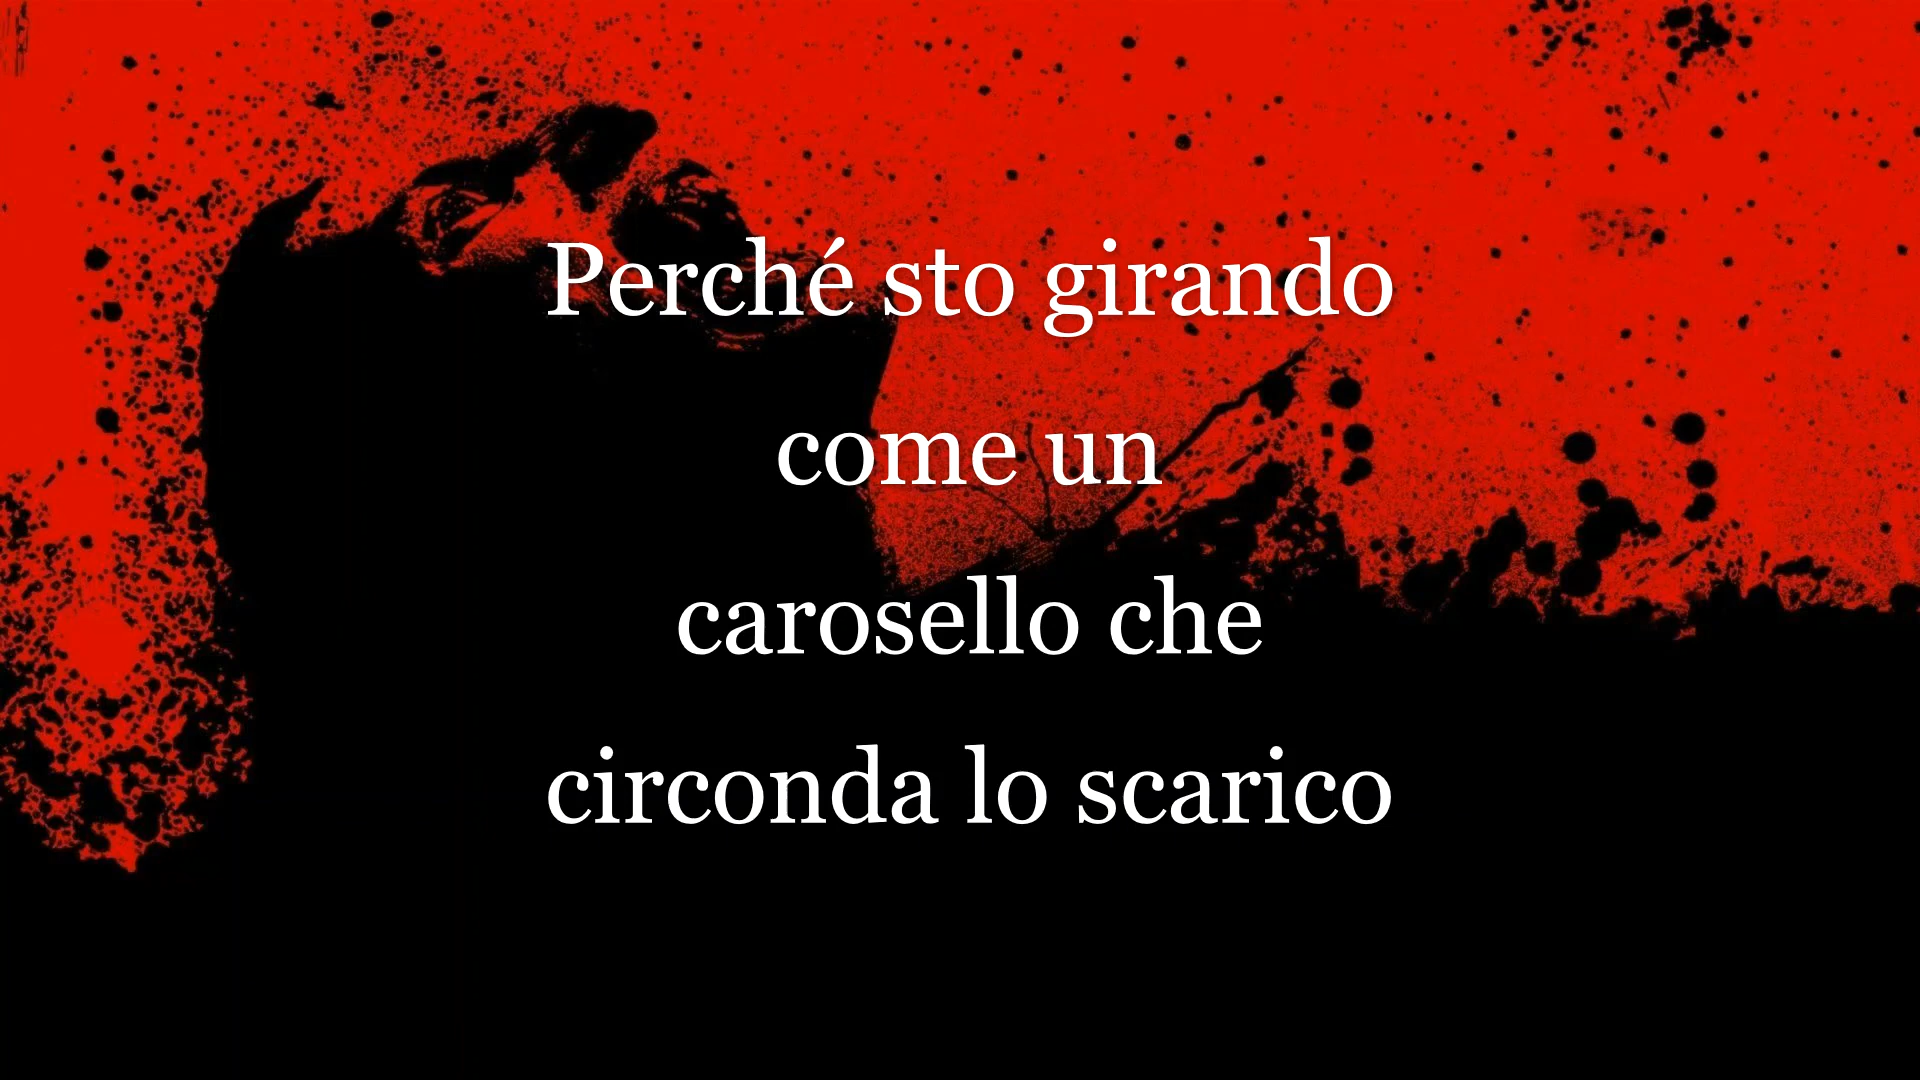 Perché sto girando
come un
carosello che
circonda lo scarico